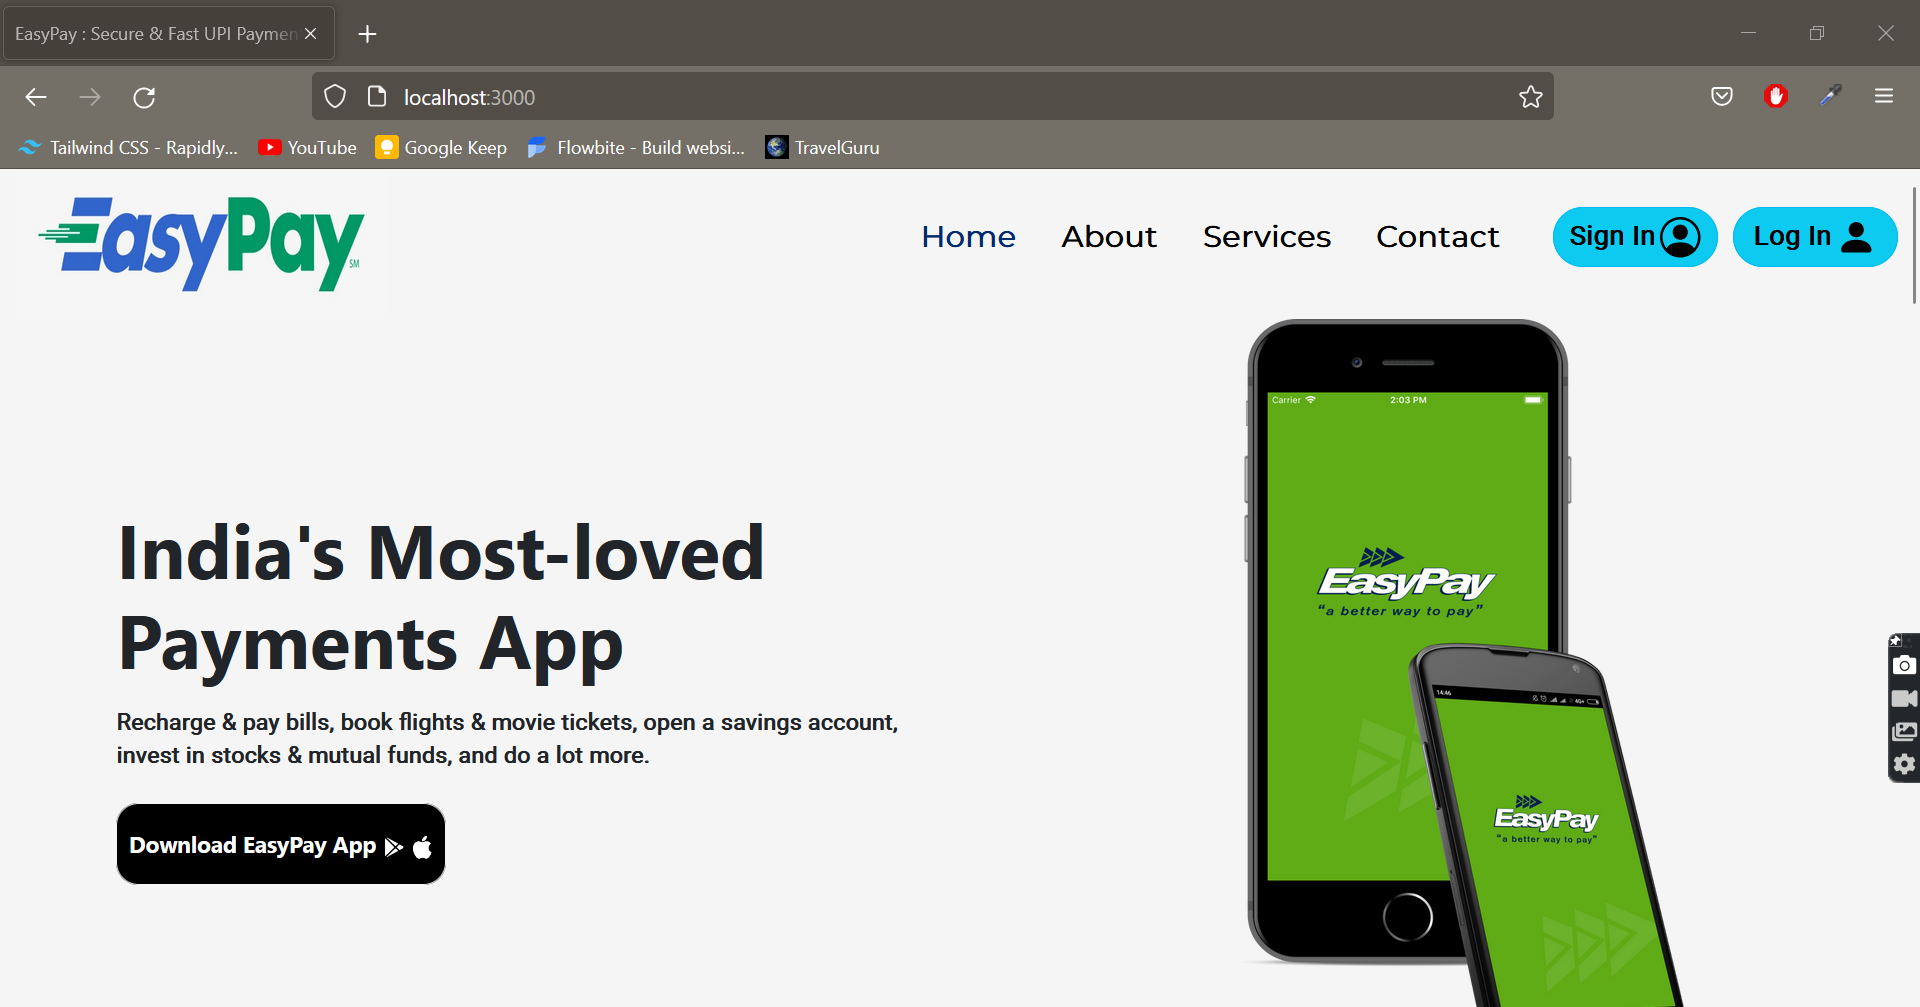 EasyPay : Secure & Fast UPI Paymen
localhost:3000
Tailwind CSS - Rapidly...
YouTube
Google Keep
Flowbite - Build websi...
TravelGuru
EasyPay SM
Home
About
Services
Contact
Sign In
Log In
Carrier
2:03 PM
EasyPay
"a better way to pay"
India's Most-loved
Payments App
Recharge & pay bills, book flights & movie tickets, open a savings account,
invest in stocks & mutual funds, and do a lot more.
Download EasyPay App
14:46
4G+
EasyPay
"a better way to pay"